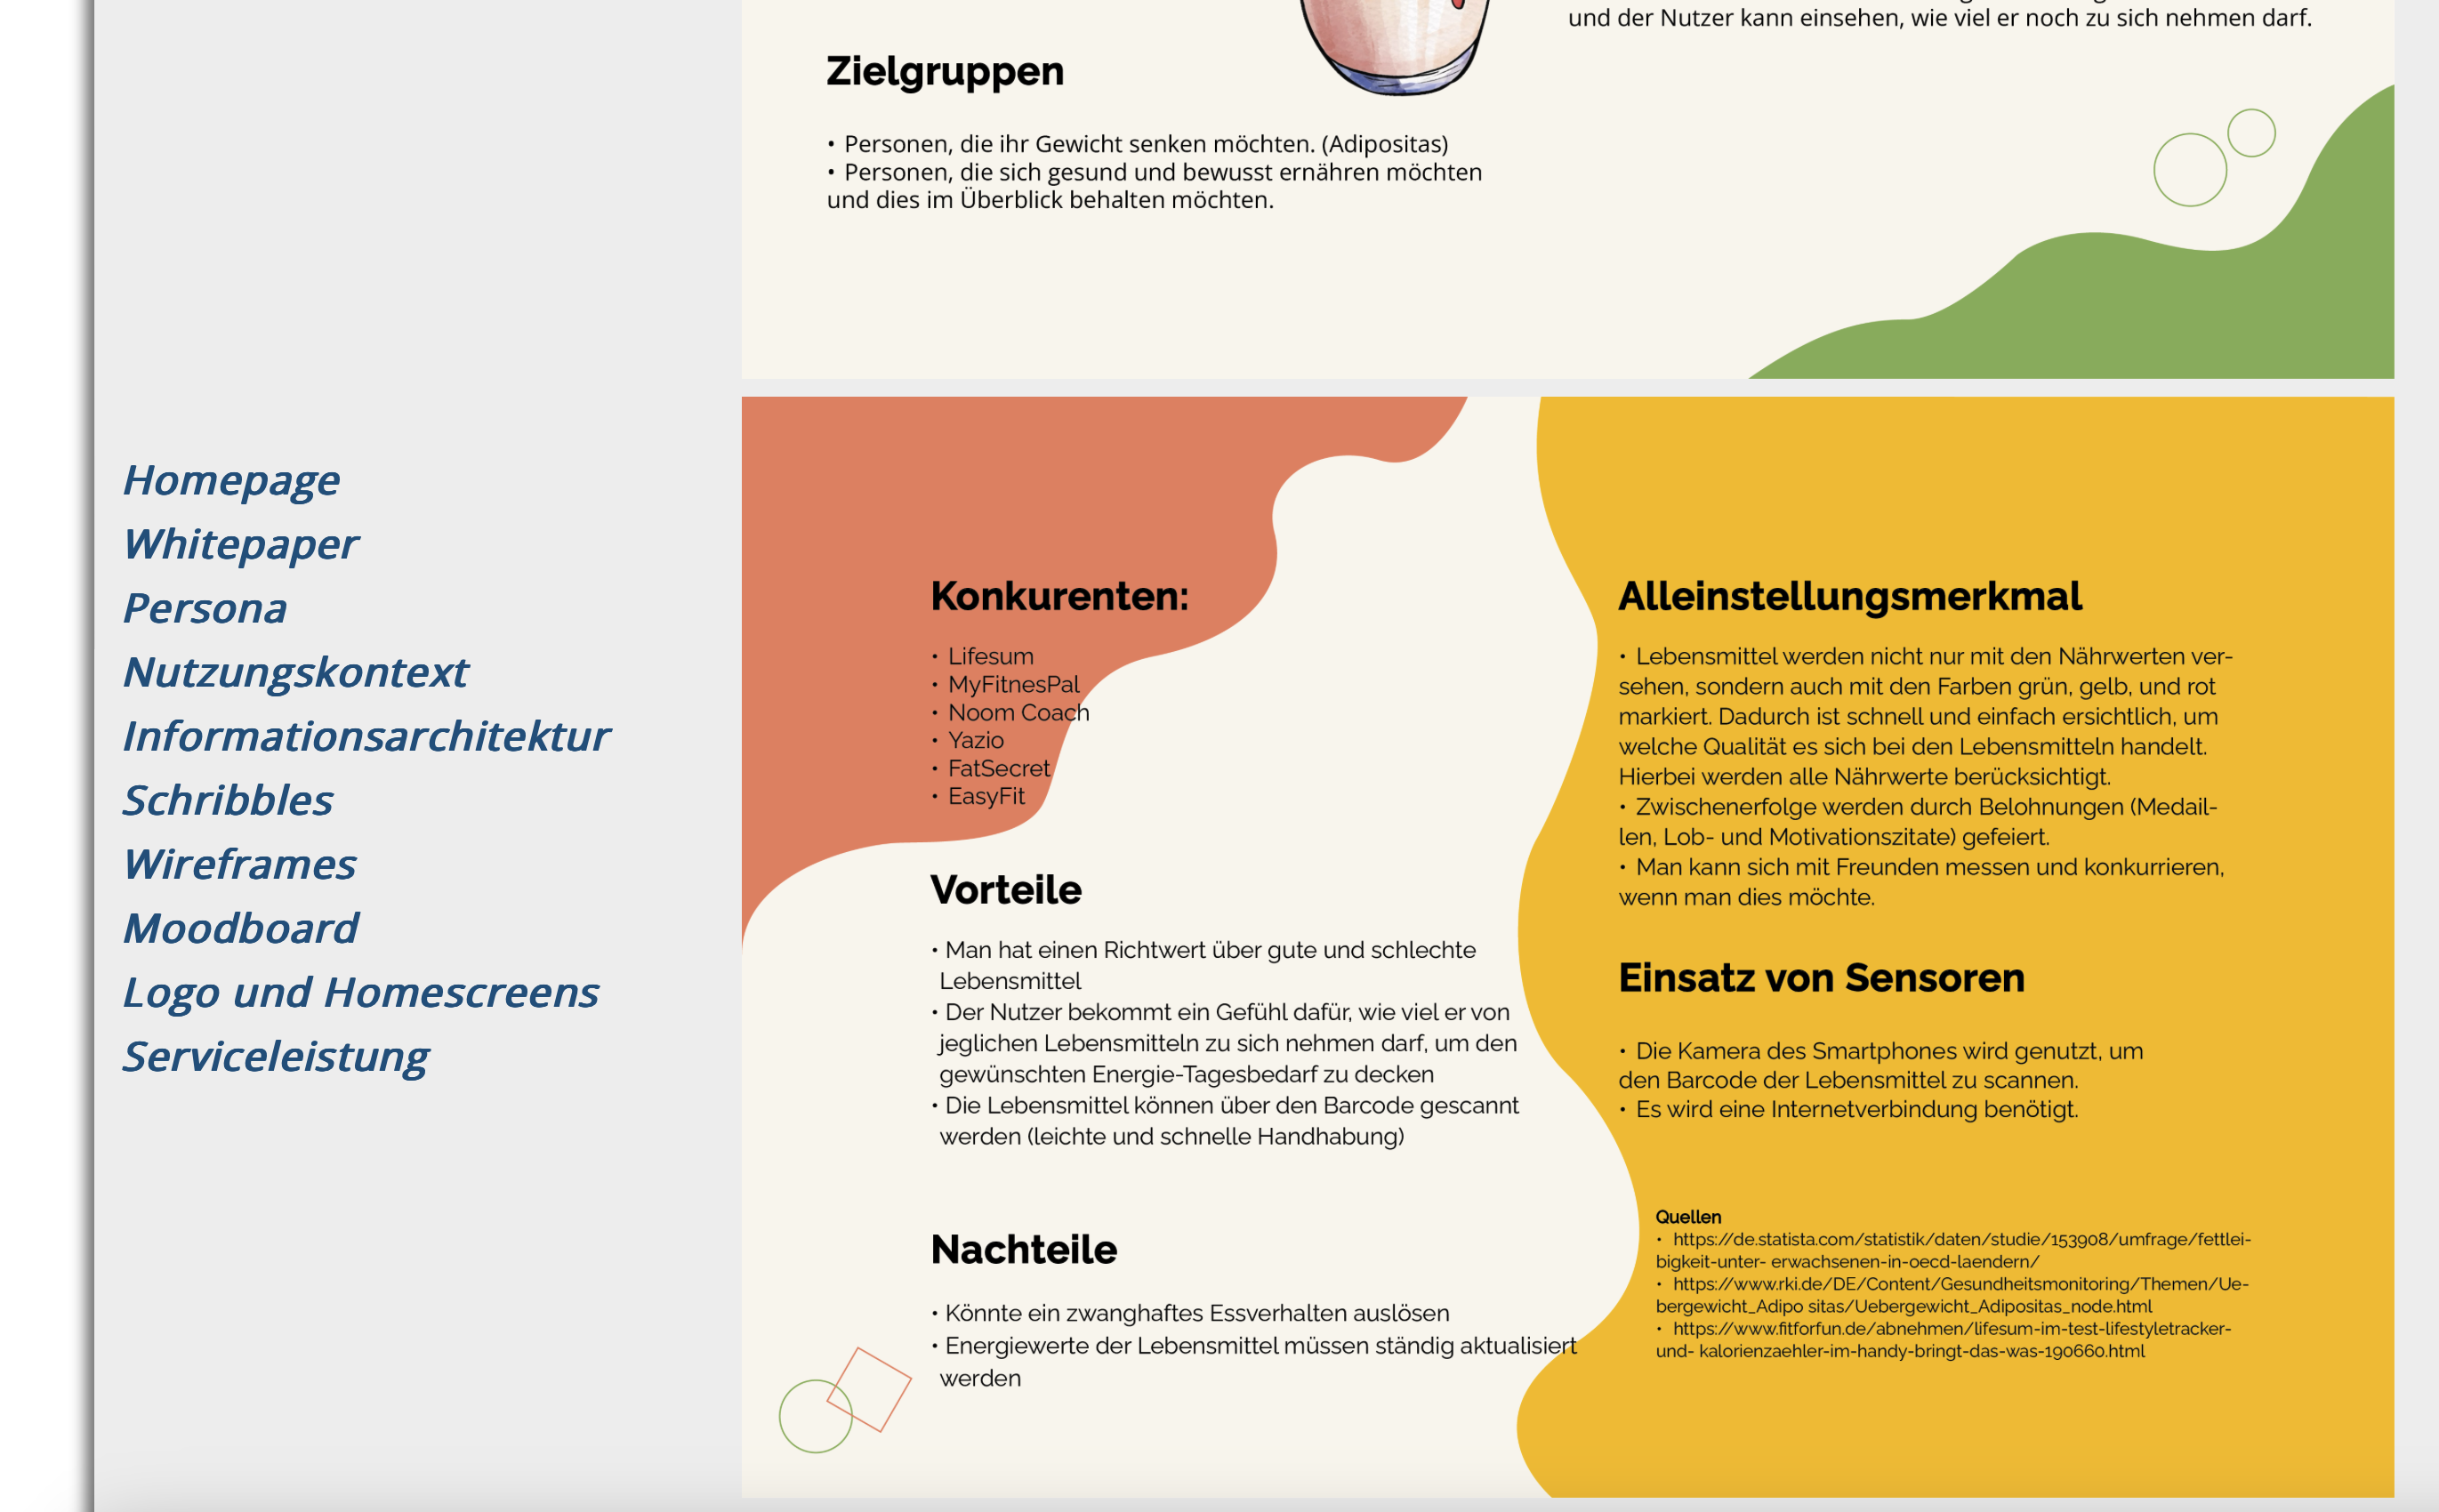 und der Nutzer kann einsehen, wie viel er noch zu sich nehmen darf.
Zielgruppen
• Personen, die ihr Gewicht senken möchten. (Adipositas)
• Personen, die sich gesund und bewusst ernähren möchten
und dies im Überblick behalten möchten.
Homepage
Whitepaper
Persona
Nutzungskontext
Informationsarchitektur
Schribbles
Wireframes
Moodboard
Logo und Homescreens
Serviceleistung
Konkurenten:
• Lifesum
• MyFitnesPal
• Noom Coach
• Yazio
• FatSecret
• EasyFit
Vorteile
• Man hat einen Richtwert über gute und schlechte
Lebensmittel
• Der Nutzer bekommt ein Gefühl dafür, wie viel er von
jeglichen Lebensmitteln zu sich nehmen darf, um den
gewünschten Energie-Tagesbedarf zu decken
• Die Lebensmittel können über den Barcode gescannt
werden (leichte und schnelle Handhabung)
Nachteile
• Könnte ein zwanghaftes Essverhalten auslösen
• Energiewerte der Lebensmittel müssen ständig aktualisiert
werden
Alleinstellungsmerkmal
• Lebensmittel werden nicht nur mit den Nährwerten ver-
sehen, sondern auch mit den Farben grün, gelb, und rot
markiert. Dadurch ist schnell und einfach ersichtlich, um
welche Qualität es sich bei den Lebensmitteln handelt.
Hierbei werden alle Nährwerte berücksichtigt.
• Zwischenerfolge werden durch Belohnungen (Medail-
len, Lob- und Motivationszitate) gefeiert.
• Man kann sich mit Freunden messen und konkurrieren,
wenn man dies möchte.
Einsatz von Sensoren
• Die Kamera des Smartphones wird genutzt, um
den Barcode der Lebensmittel zu scannen.
• Es wird eine Internetverbindung benötigt.
Quellen
• https://de.statista.com/statistik/daten/studie/153908/umfrage/fettlei-
bigkeit-unter- erwachsenen-in-oecd-laendern/
• https://www.rki.de/DE/Content/Gesundheitsmonitoring/Themen/Ue-
bergewicht_Adipo sitas/Uebergewicht_Adipositas_node.html
• https://www.fitforfun.de/abnehmen/lifesum-im-test-lifestyletracker-
und- kalorienzaehler-im-handy-bringt-das-was-190660.html